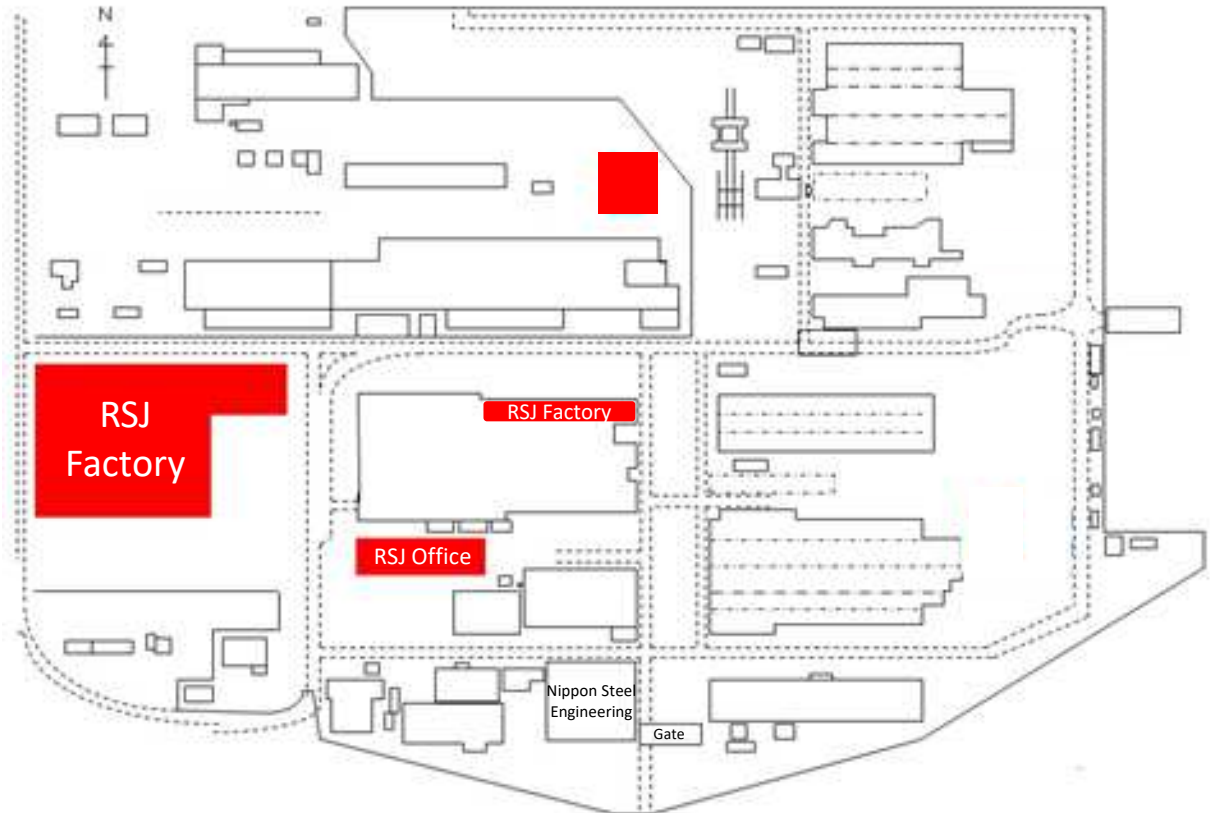 N
RSJ Factory
RSJ
Factory
RSJ Office
Nippon Steel
Engineering
Gate